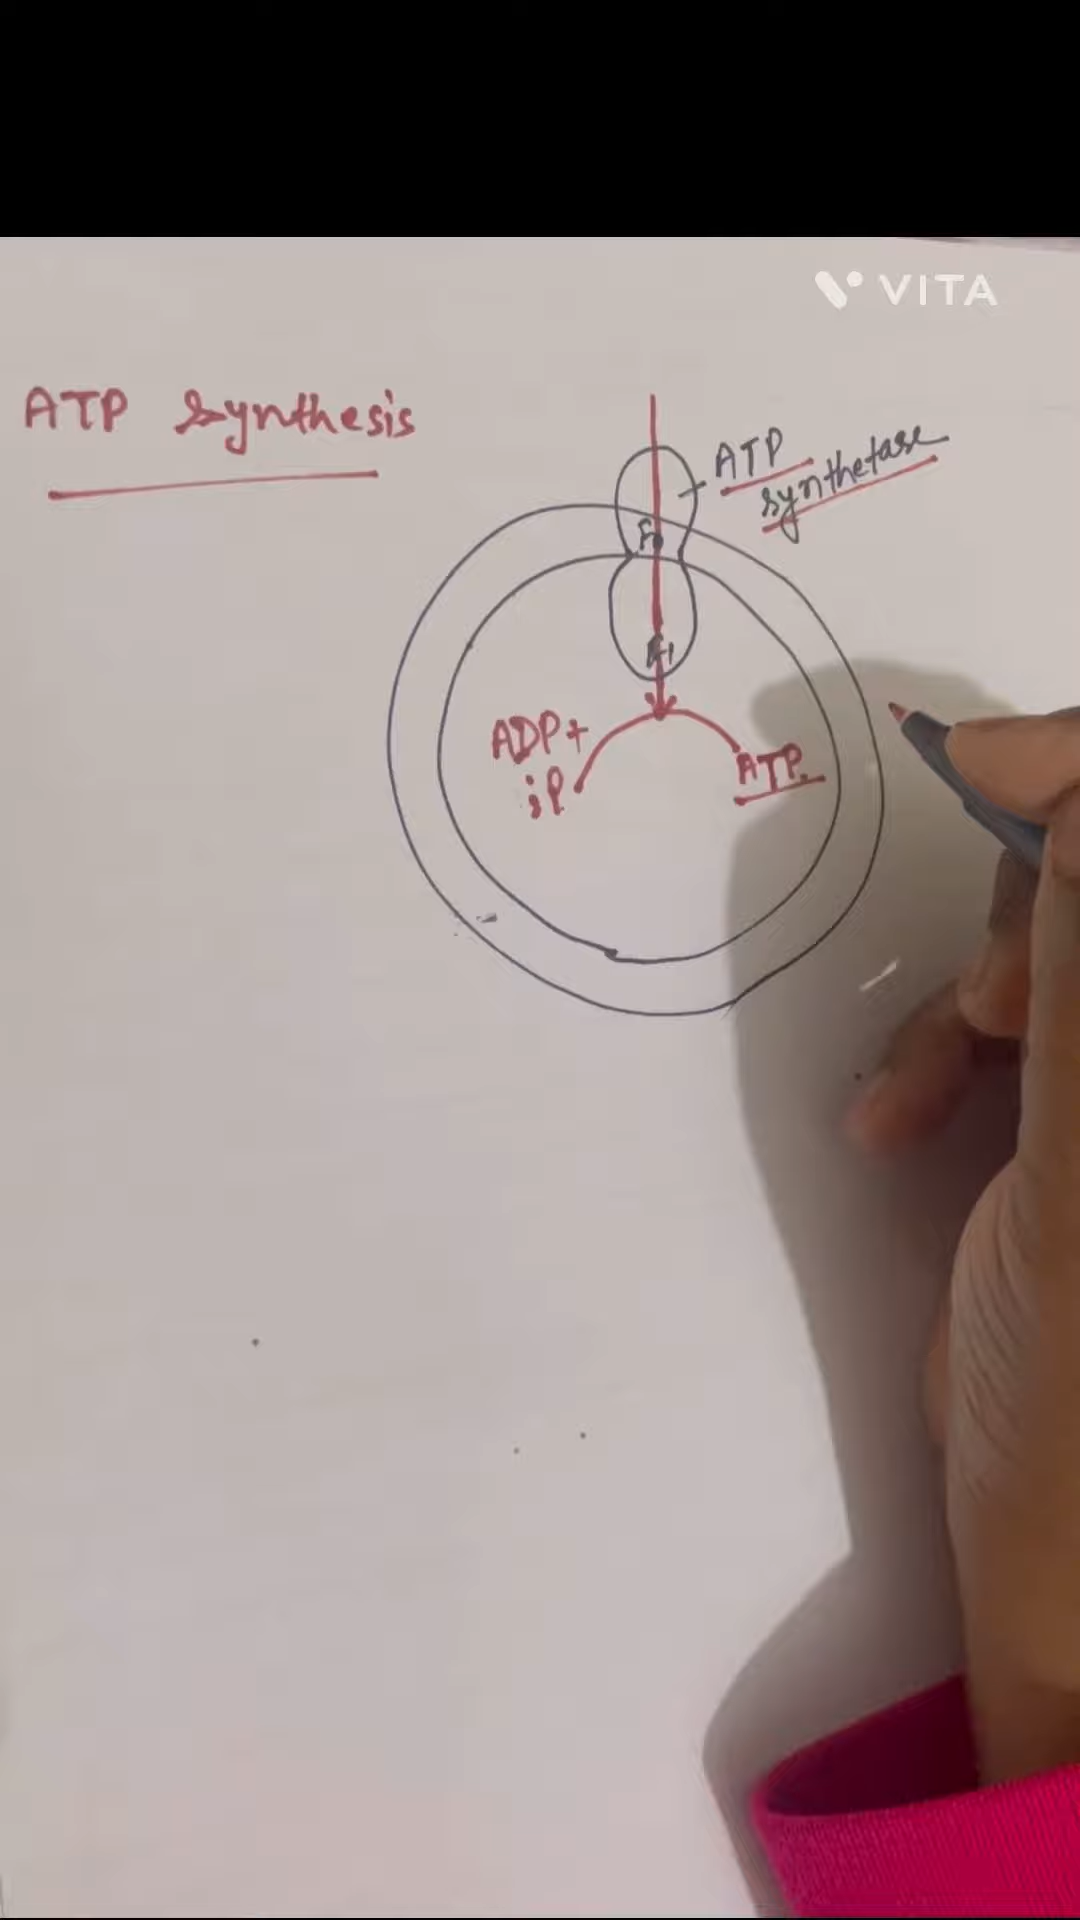 VITA
ATP Synthesis
ATP
synthetase
F0
F1
ADP+
iP
ATP.